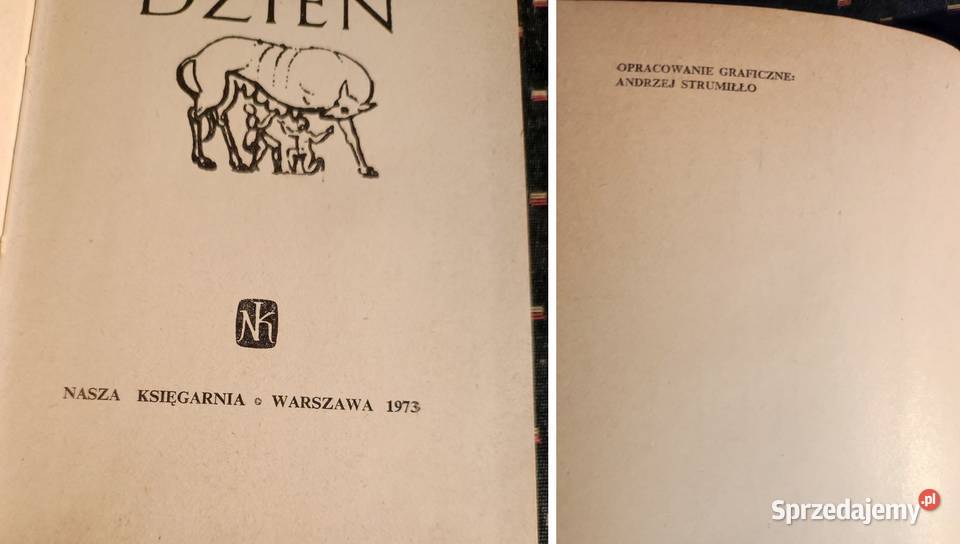 DZIEŃ
NK
NASZA KSIĘGARNIA • WARSZAWA 1973
OPRACOWANIE GRAFICZNE:
ANDRZEJ STRUMIŁŁO
Sprzedajemy.pl